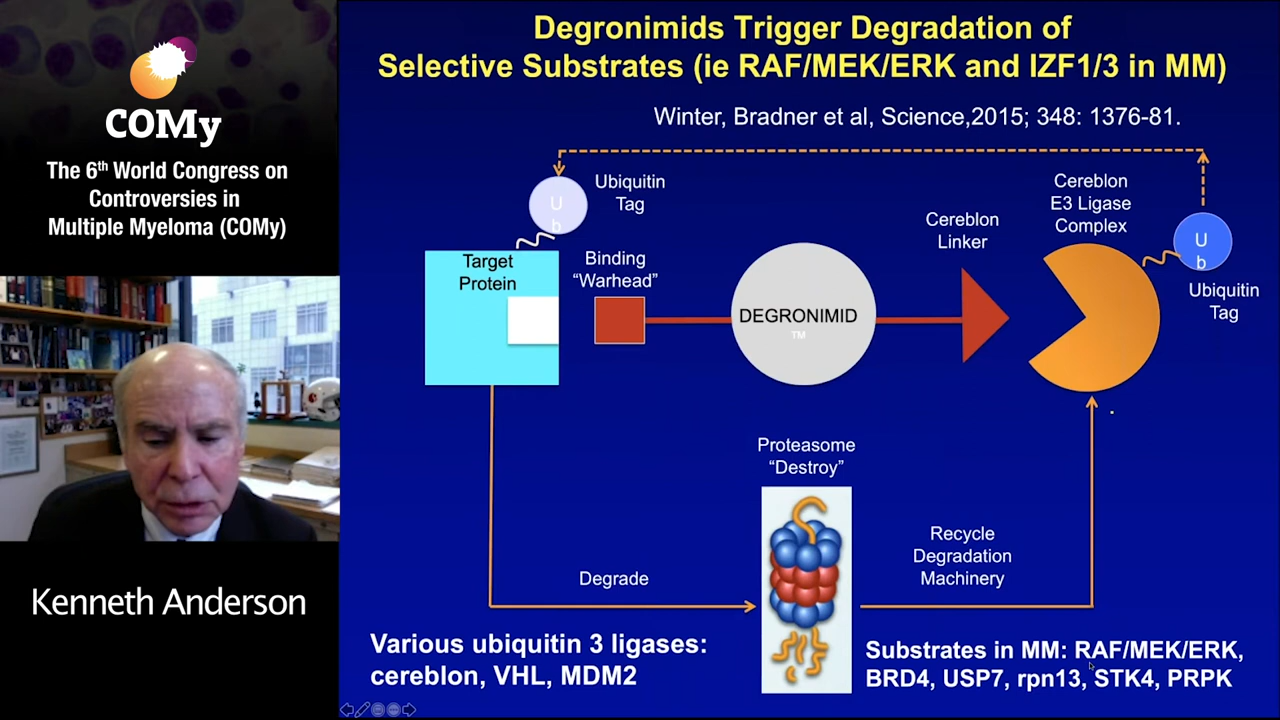 COMy
The 6th World Congress on
Controversies in
Multiple Myeloma (COMy)
Kenneth Anderson
Degronimids Trigger Degradation of
Selective Substrates (ie RAF/MEK/ERK and IZF1/3 in MM)
Winter, Bradner et al, Science,2015; 348: 1376-81.
U
b
Ubiquitin
Tag
Target
Protein
Binding
“Warhead”
DEGRONIMID
™
Cereblon
Linker
Cereblon
E3 Ligase
Complex
U
b
Ubiquitin
Tag
Proteasome
“Destroy”
Degrade
Recycle
Degradation
Machinery
Various ubiquitin 3 ligases:
cereblon, VHL, MDM2
Substrates in MM: RAF/MEK/ERK,
BRD4, USP7, rpn13, STK4, PRPK